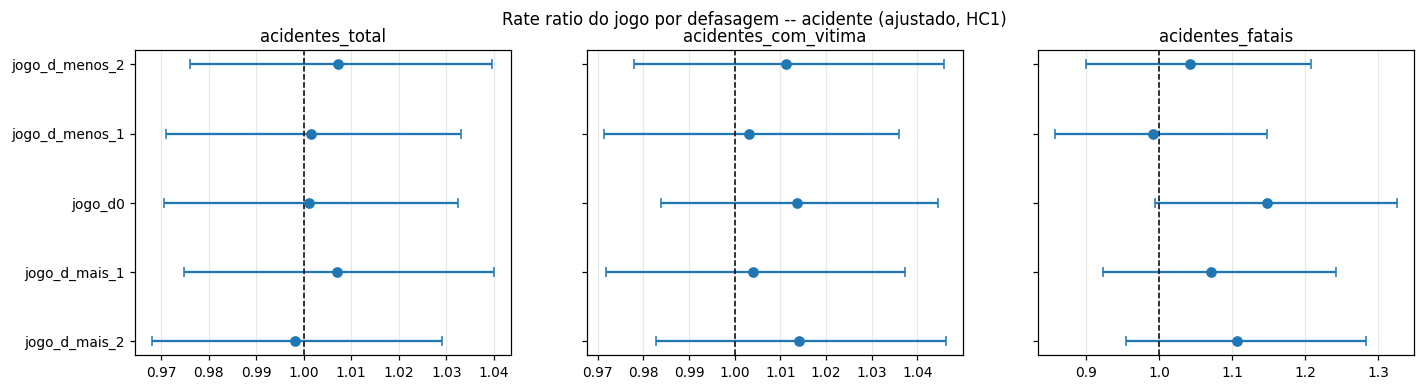 Rate ratio do jogo por defasagem -- acidente (ajustado, HC1)
acidentes_total
acidentes_com_vitima
acidentes_fatais
jogo_d_menos_2
jogo_d_menos_1
jogo_d0
jogo_d_mais_1
jogo_d_mais_2
0.97 0.98 0.99 1.00 1.01 1.02 1.03 1.04
0.97 0.98 0.99 1.00 1.01 1.02 1.03 1.04
0.9 1.0 1.1 1.2 1.3